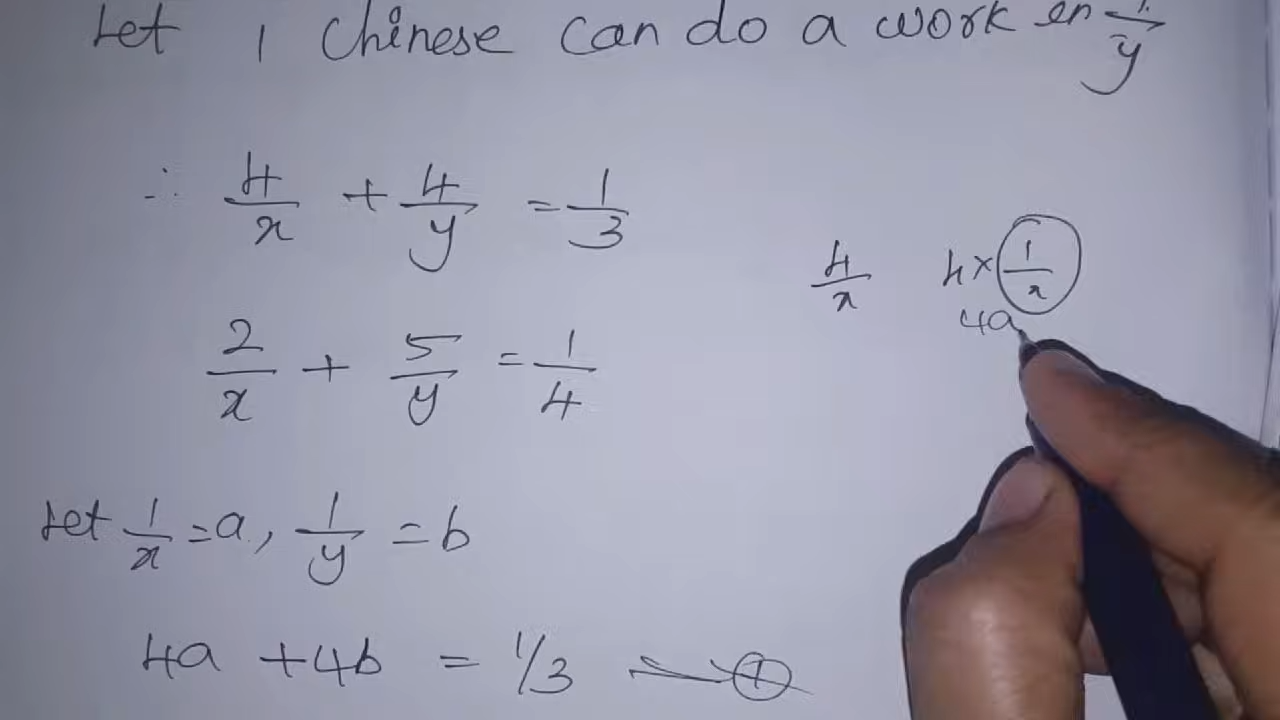 Let 1 Chinese can do a work in 1/y
∴ 4/x + 4/y = 1/3
4/x 4 × 1/x
4a
2/x + 5/y = 1/4
Let 1/x = a, 1/y = b
4a + 4b = 1/3 — ①